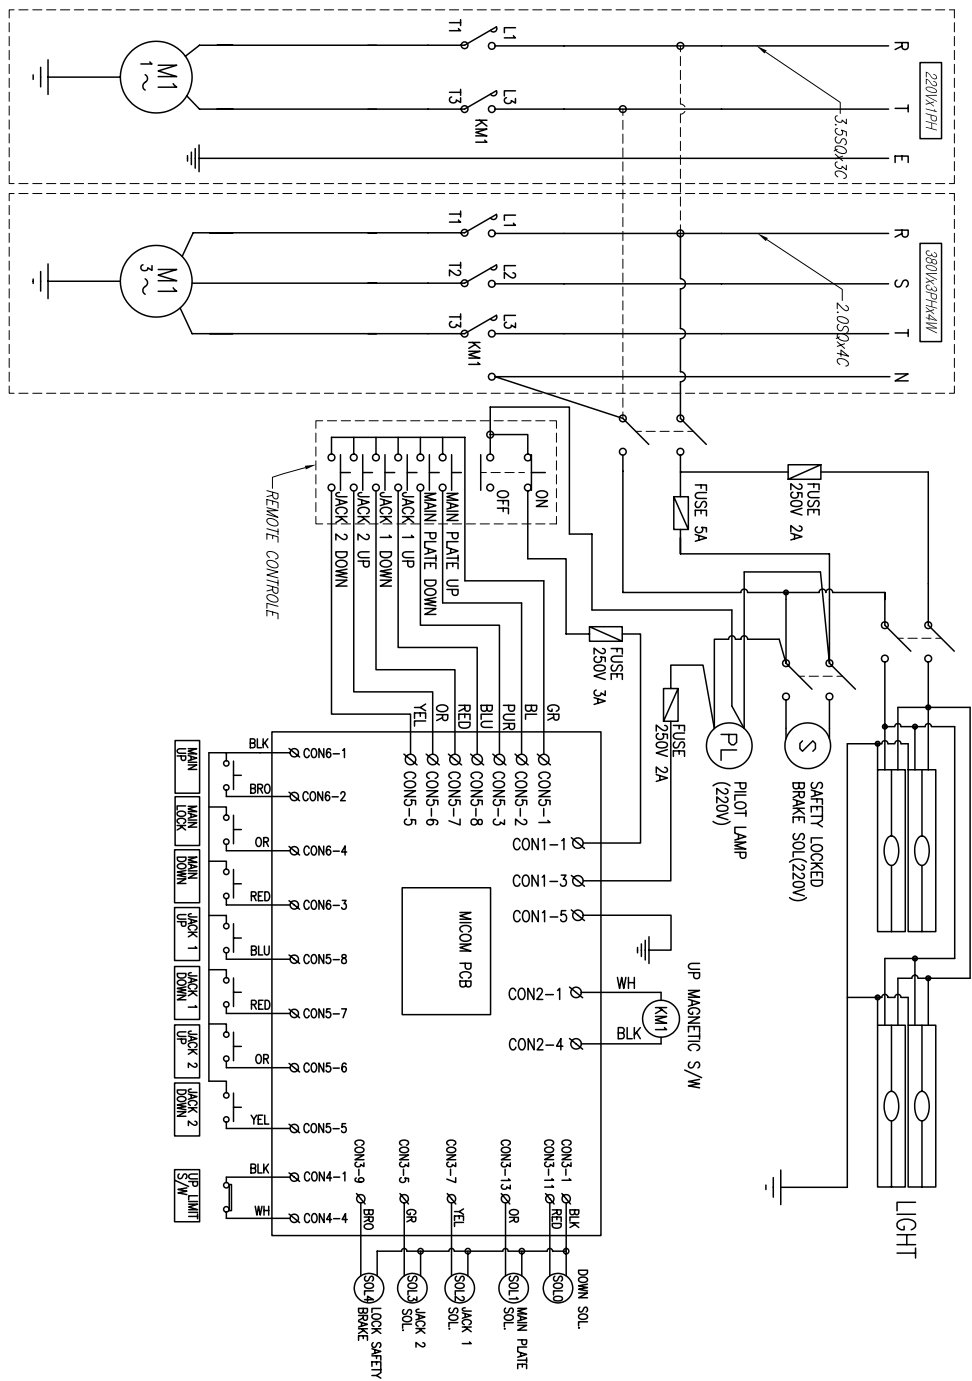 220Vx1PH
R
T
E
3.5SQx3C
L1
T1
L3
T3
KM1
M1
1 ~
380Vx3PHx4W
R
S
T
N
2.0SQx4C
L1
T1
L2
T2
L3
T3
KM1
M1
3 ~
FUSE
250V 2A
FUSE 5A
ON
OFF
REMOTE CONTROLE
MAIN PLATE UP
MAIN PLATE DOWN
JACK 1 UP
JACK 1 DOWN
JACK 2 UP
JACK 2 DOWN
FUSE
250V 3A
FUSE
250V 2A
PL
PILOT LAMP
(220V)
S
SAFETY LOCKED
BRAKE SOL(220V)
LIGHT
GR
BL
PUR
BLU
RED
OR
YEL
CON5-1
CON5-2
CON5-3
CON5-8
CON5-7
CON5-6
CON5-5
CON1-1
CON1-3
CON1-5
CON2-1
CON2-4
WH
BLK
KM1
UP MAGNETIC S/W
MICOM PCB
BLK
CON6-1
BRO
CON6-2
OR
CON6-4
RED
CON6-3
BLU
CON5-8
RED
CON5-7
OR
CON5-6
YEL
CON5-5
BLK
CON4-1
WH
CON4-4
MAIN
UP
MAIN
LOCK
MAIN
DOWN
JACK 1
UP
JACK 1
DOWN
JACK 2
UP
JACK 2
DOWN
UP LIMIT
S/W
CON3-1
CON3-11
CON3-13
CON3-7
CON3-5
CON3-9
BLK
RED
OR
YEL
GR
BRO
SOL0
DOWN SOL.
SOL1
MAIN PLATE
SOL.
SOL2
JACK 1
SOL.
SOL3
JACK 2
SOL.
SOL4
LOCK SAFETY
BRAKE